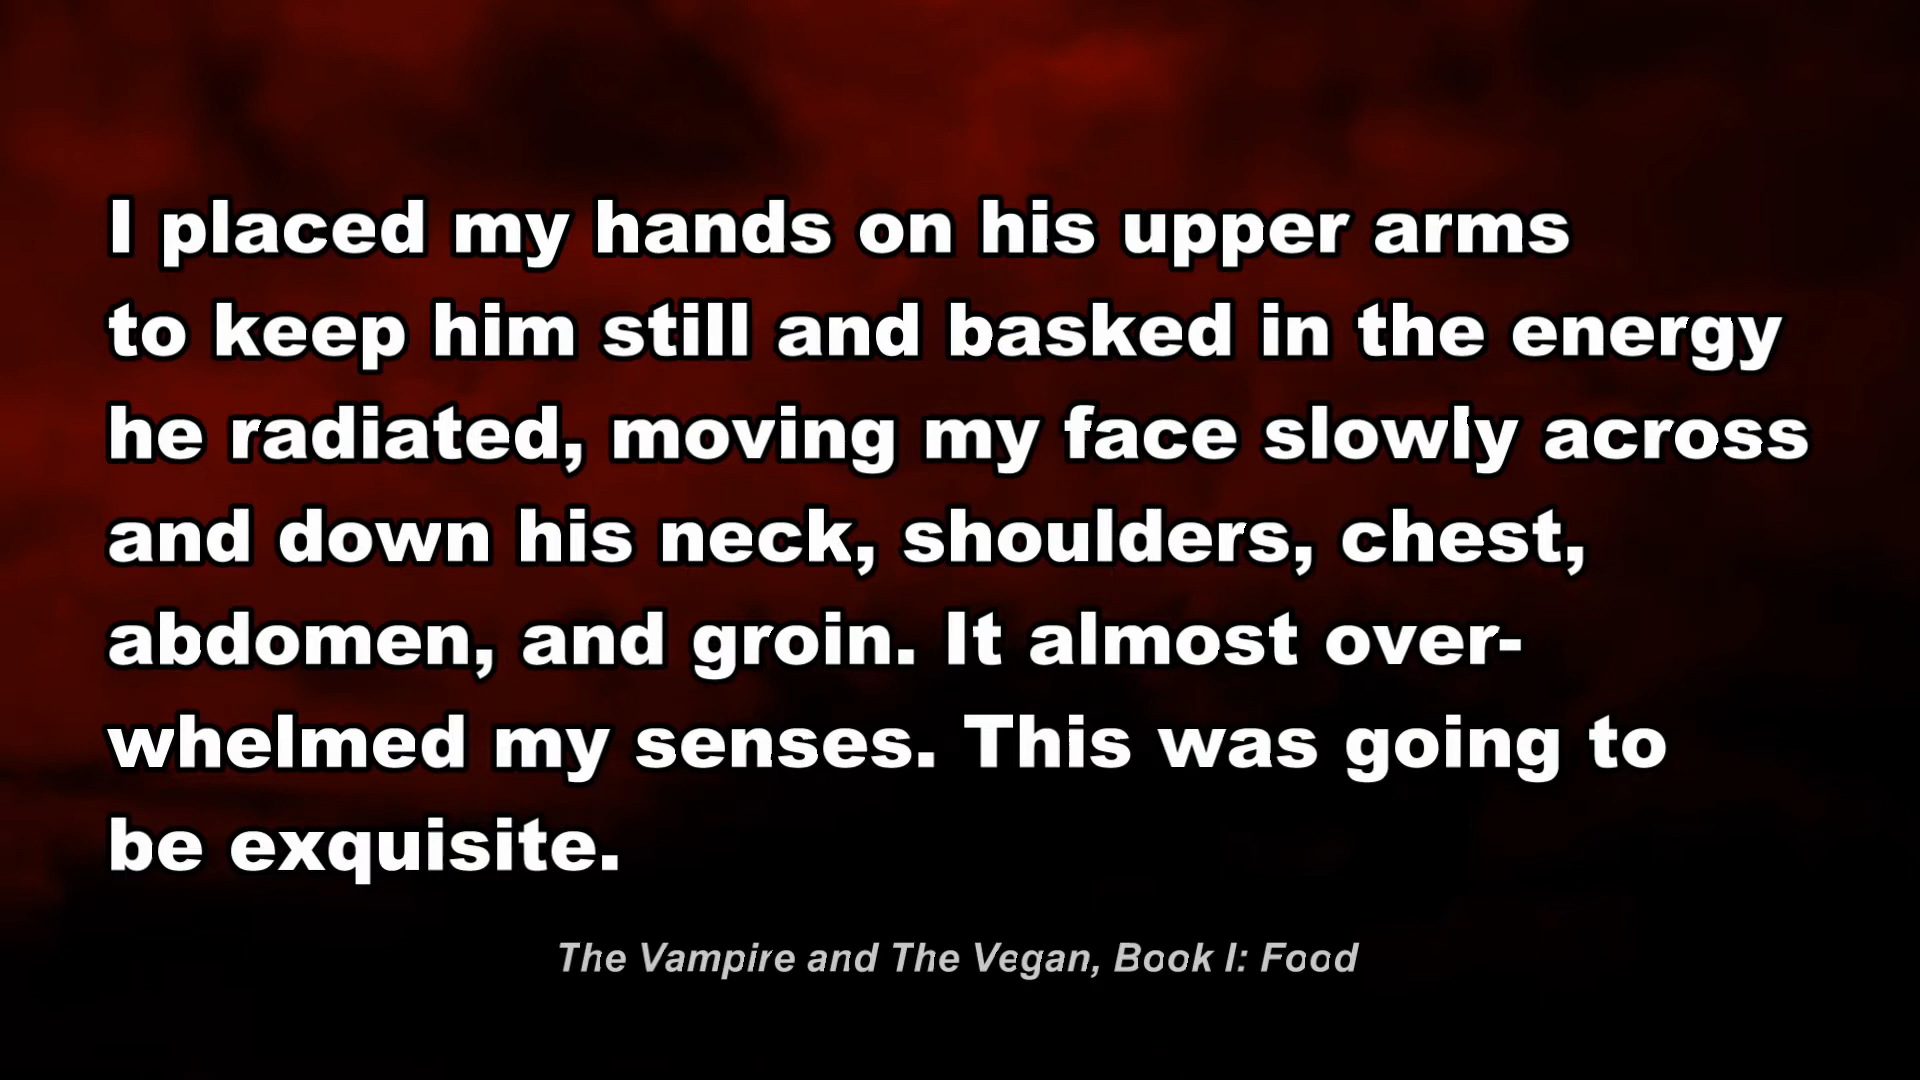 I placed my hands on his upper arms
to keep him still and basked in the energy
he radiated, moving my face slowly across
and down his neck, shoulders, chest,
abdomen, and groin. It almost over-
whelmed my senses. This was going to
be exquisite.
The Vampire and The Vegan, Book I: Food